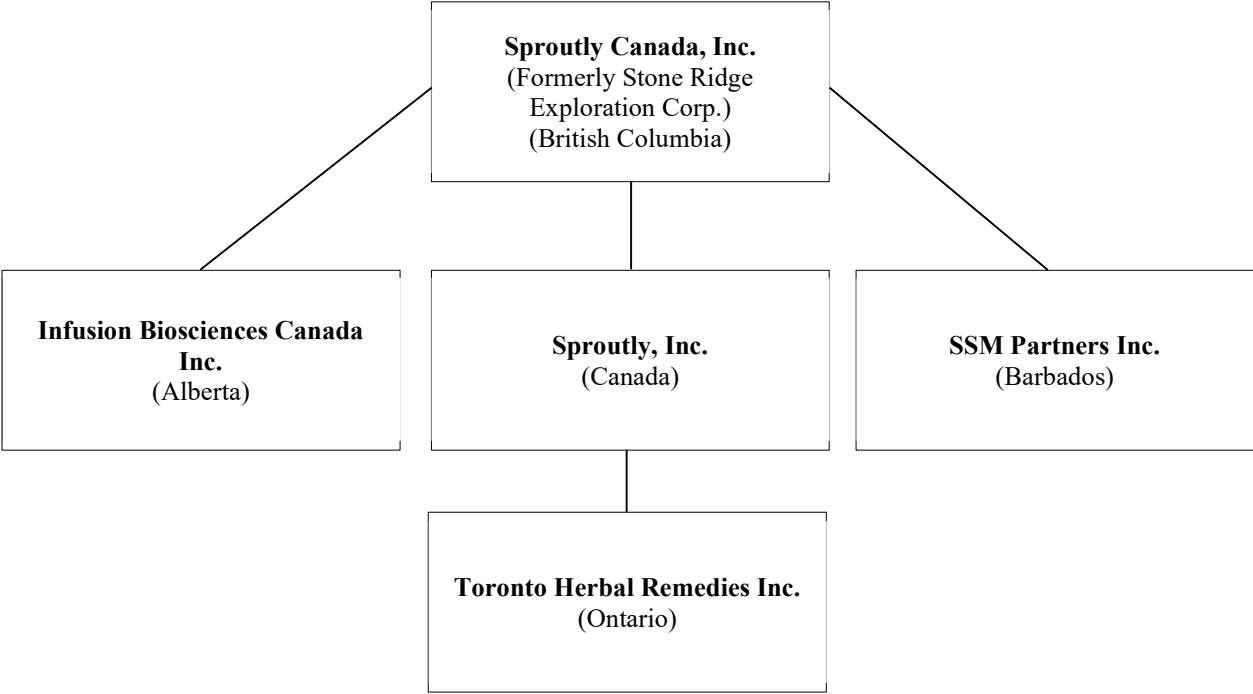 Sproutly Canada, Inc.
(Formerly Stone Ridge
Exploration Corp.)
(British Columbia)
Infusion Biosciences Canada
Inc.
(Alberta)
Sproutly, Inc.
(Canada)
SSM Partners Inc.
(Barbados)
Toronto Herbal Remedies Inc.
(Ontario)